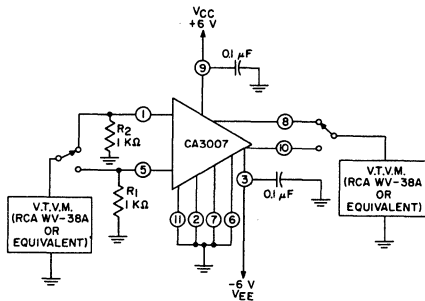 VCC
+6 V
0.1 µF
9
1
8
R2
1 KΩ
CA3007
10
5
3
R1
1 KΩ
0.1 µF
V.T.V.M.
(RCA WV-38A
OR
EQUIVALENT)
11
2
7
6
V.T.V.M.
(RCA WV-38A
OR
EQUIVALENT)
-6 V
VEE